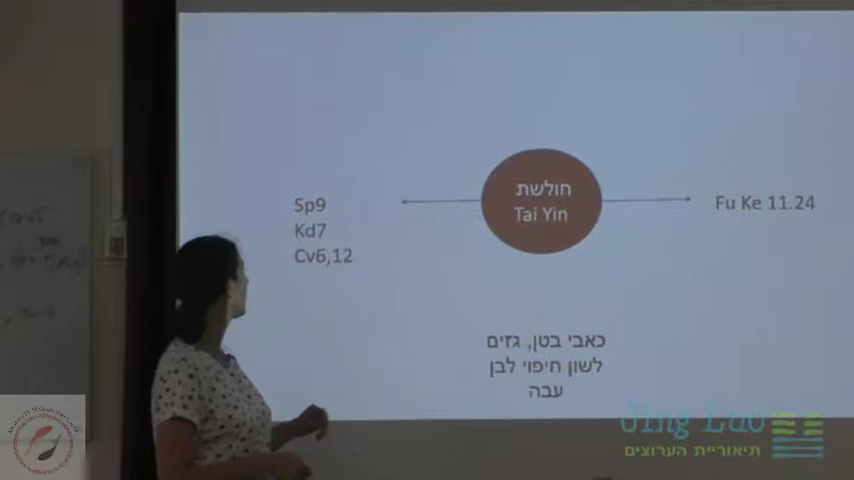 חולשת
Tai Yin
Sp9
Kd7
Cv6,12
Fu Ke 11.24
כאבי בטן, גזים
לשון חיפוי לבן
עבה
Jing Luo
תיאוריית הערוצים